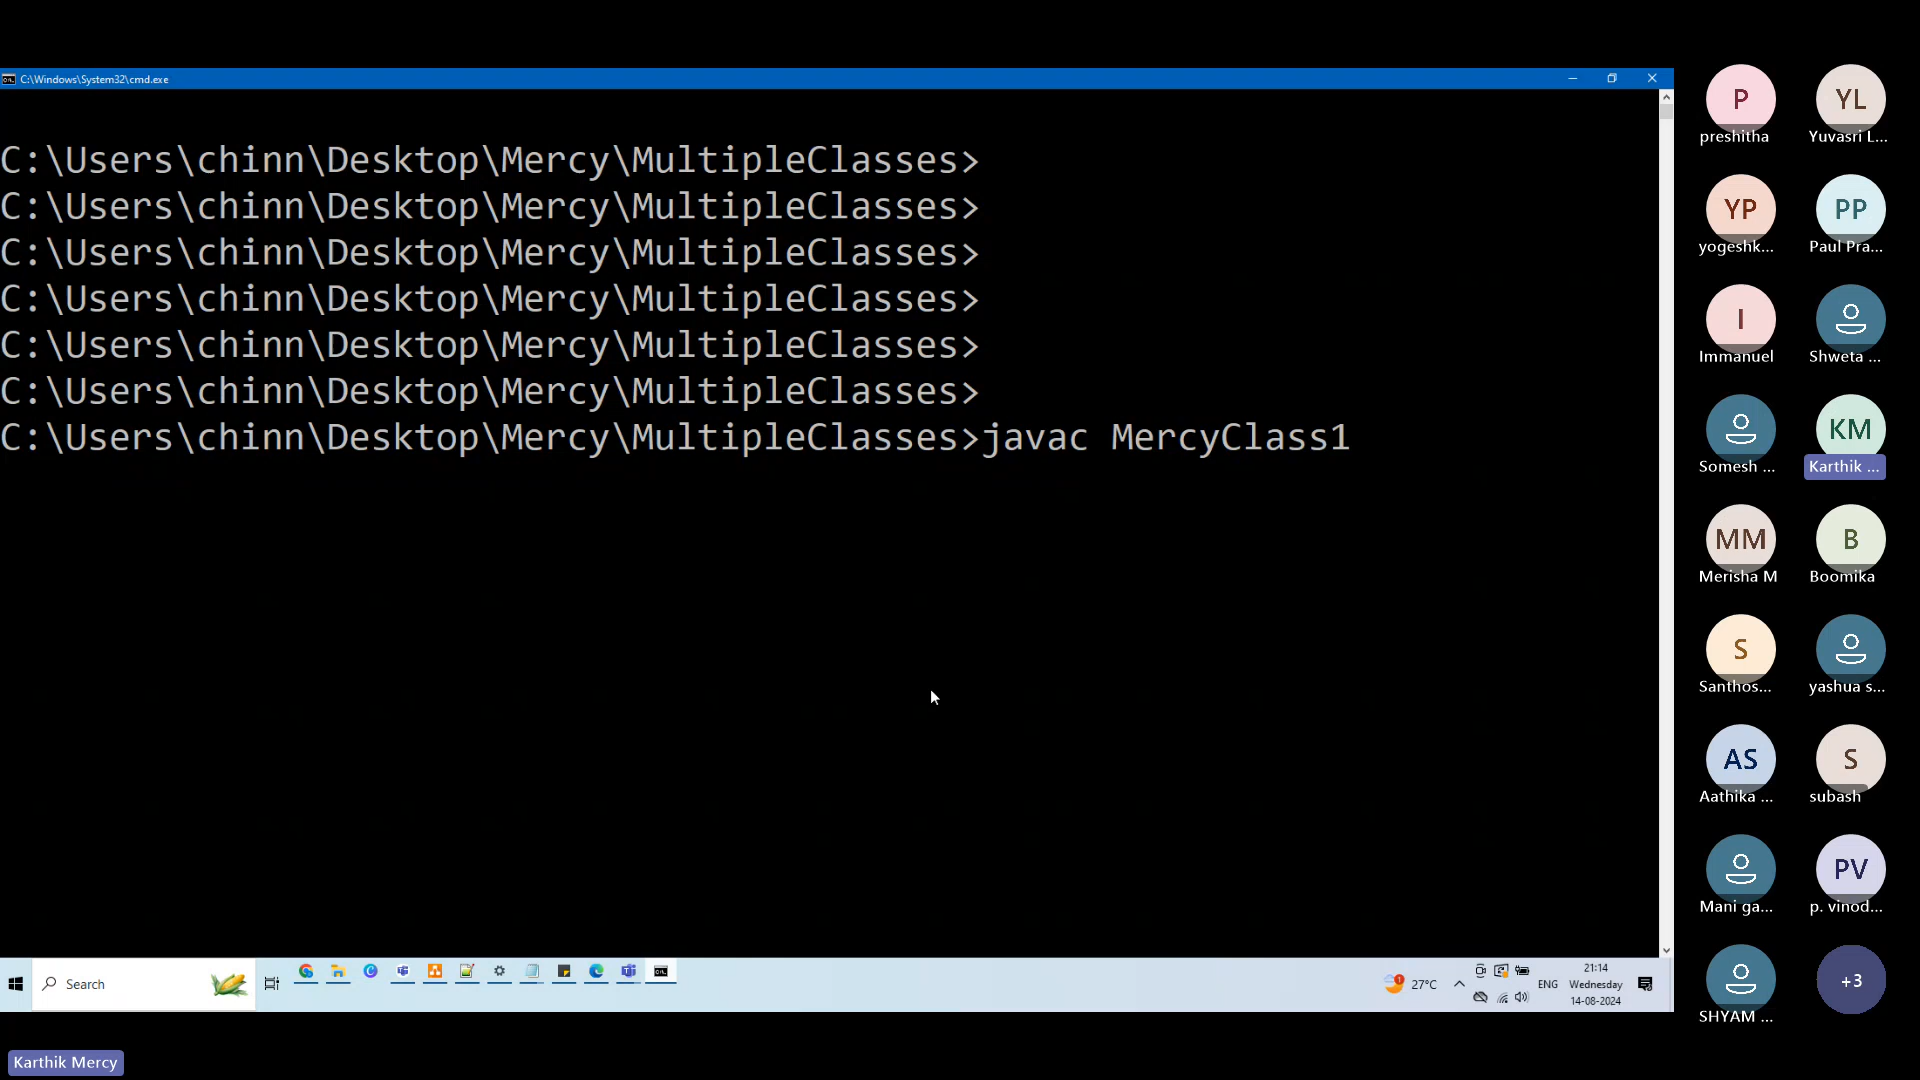 C:\Windows\System32\cmd.exe
C:\Users\chinn\Desktop\Mercy\MultipleClasses>
C:\Users\chinn\Desktop\Mercy\MultipleClasses>
C:\Users\chinn\Desktop\Mercy\MultipleClasses>
C:\Users\chinn\Desktop\Mercy\MultipleClasses>
C:\Users\chinn\Desktop\Mercy\MultipleClasses>
C:\Users\chinn\Desktop\Mercy\MultipleClasses>
C:\Users\chinn\Desktop\Mercy\MultipleClasses>javac MercyClass1
Search
27°C
ENG
21:14
Wednesday
14-08-2024
P
preshitha
YL
Yuvasri L...
YP
yogeshk...
PP
Paul Pra...
I
Immanuel
Shweta ...
Somesh ...
KM
Karthik ...
MM
Merisha M
B
Boomika
S
Santhos...
yashua s...
AS
Aathika ...
S
subash
Mani ga...
PV
p. vinod...
SHYAM ...
+3
Karthik Mercy